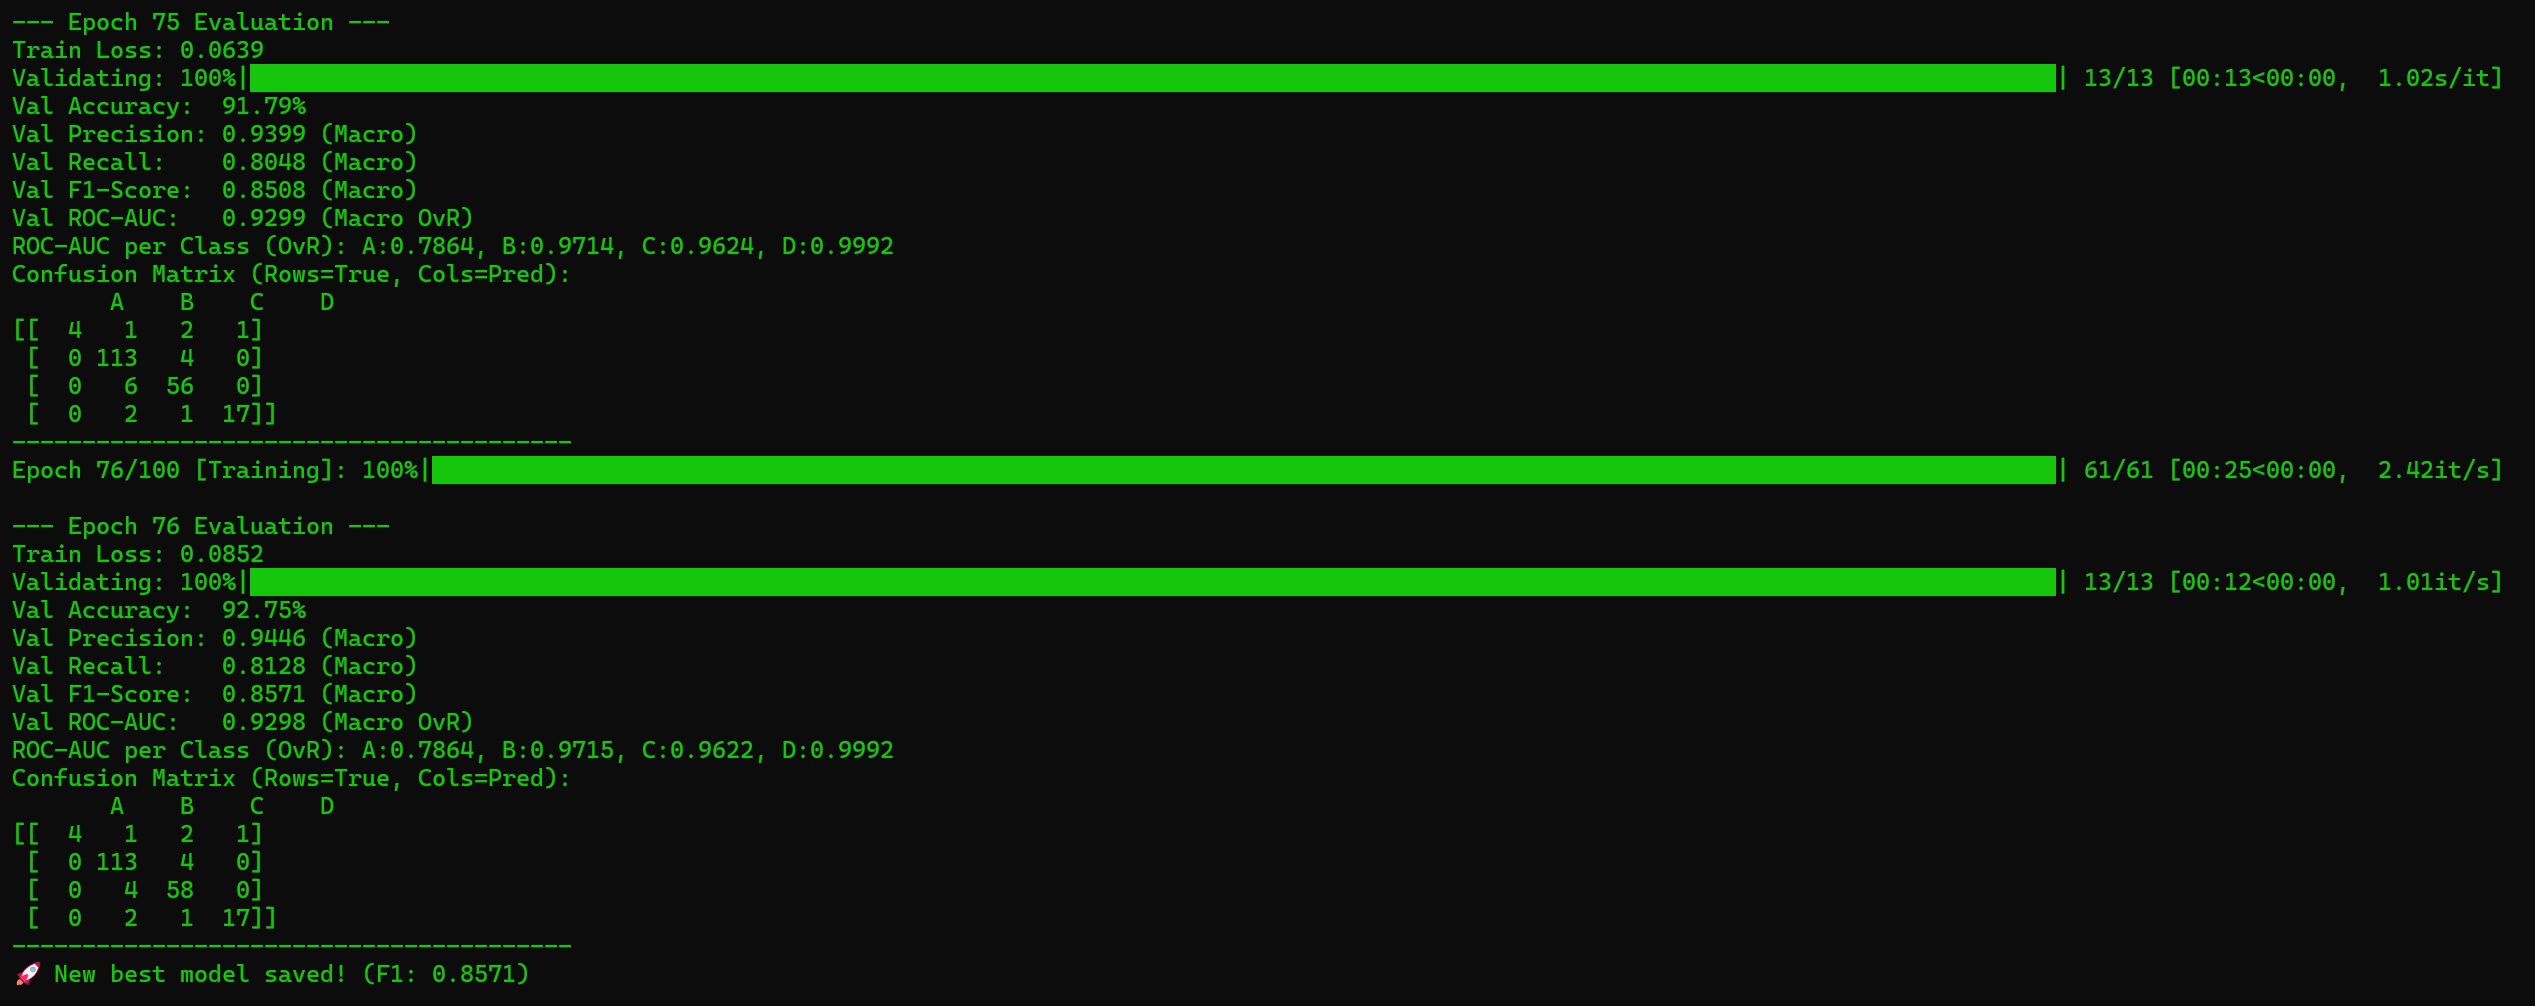 --- Epoch 75 Evaluation ---
Train Loss: 0.0639
Validating: 100%|██████████| 13/13 [00:13<00:00,  1.02s/it]
Val Accuracy:  91.79%
Val Precision: 0.9399 (Macro)
Val Recall:    0.8048 (Macro)
Val F1-Score:  0.8508 (Macro)
Val ROC-AUC:   0.9299 (Macro OvR)
ROC-AUC per Class (OvR): A:0.7864, B:0.9714, C:0.9624, D:0.9992
Confusion Matrix (Rows=True, Cols=Pred):
       A    B    C    D
[[  4   1   2   1]
 [  0 113   4   0]
 [  0   6  56   0]
 [  0   2   1  17]]
----------------------------------------
Epoch 76/100 [Training]: 100%|██████████| 61/61 [00:25<00:00,  2.42it/s]
--- Epoch 76 Evaluation ---
Train Loss: 0.0852
Validating: 100%|██████████| 13/13 [00:12<00:00,  1.01it/s]
Val Accuracy:  92.75%
Val Precision: 0.9446 (Macro)
Val Recall:    0.8128 (Macro)
Val F1-Score:  0.8571 (Macro)
Val ROC-AUC:   0.9298 (Macro OvR)
ROC-AUC per Class (OvR): A:0.7864, B:0.9715, C:0.9622, D:0.9992
Confusion Matrix (Rows=True, Cols=Pred):
       A    B    C    D
[[  4   1   2   1]
 [  0 113   4   0]
 [  0   4  58   0]
 [  0   2   1  17]]
----------------------------------------
🚀 New best model saved! (F1: 0.8571)